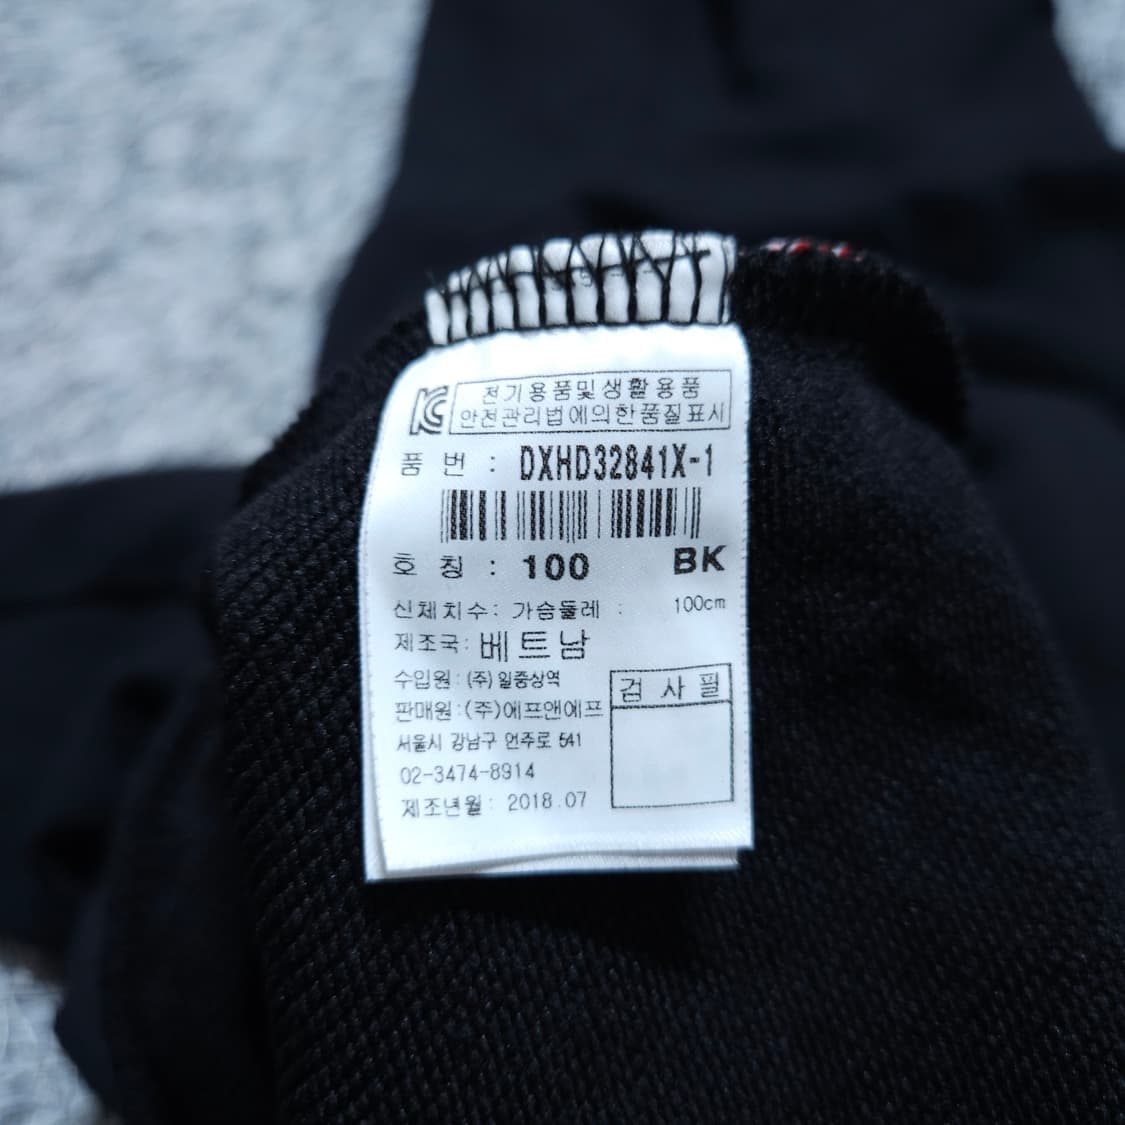 KC 전기용품및생활용품
안전관리법에의한품질표시
품 번 : DXHD32841X-1
호 칭 : 100 BK
신체치수: 가슴둘레 : 100cm
제조국: 베트남
수입원: (주)일중상역
검 사 필
판매원:(주)에프앤에프
서울시 강남구 언주로 541
02-3474-8914
제조년월: 2018.07